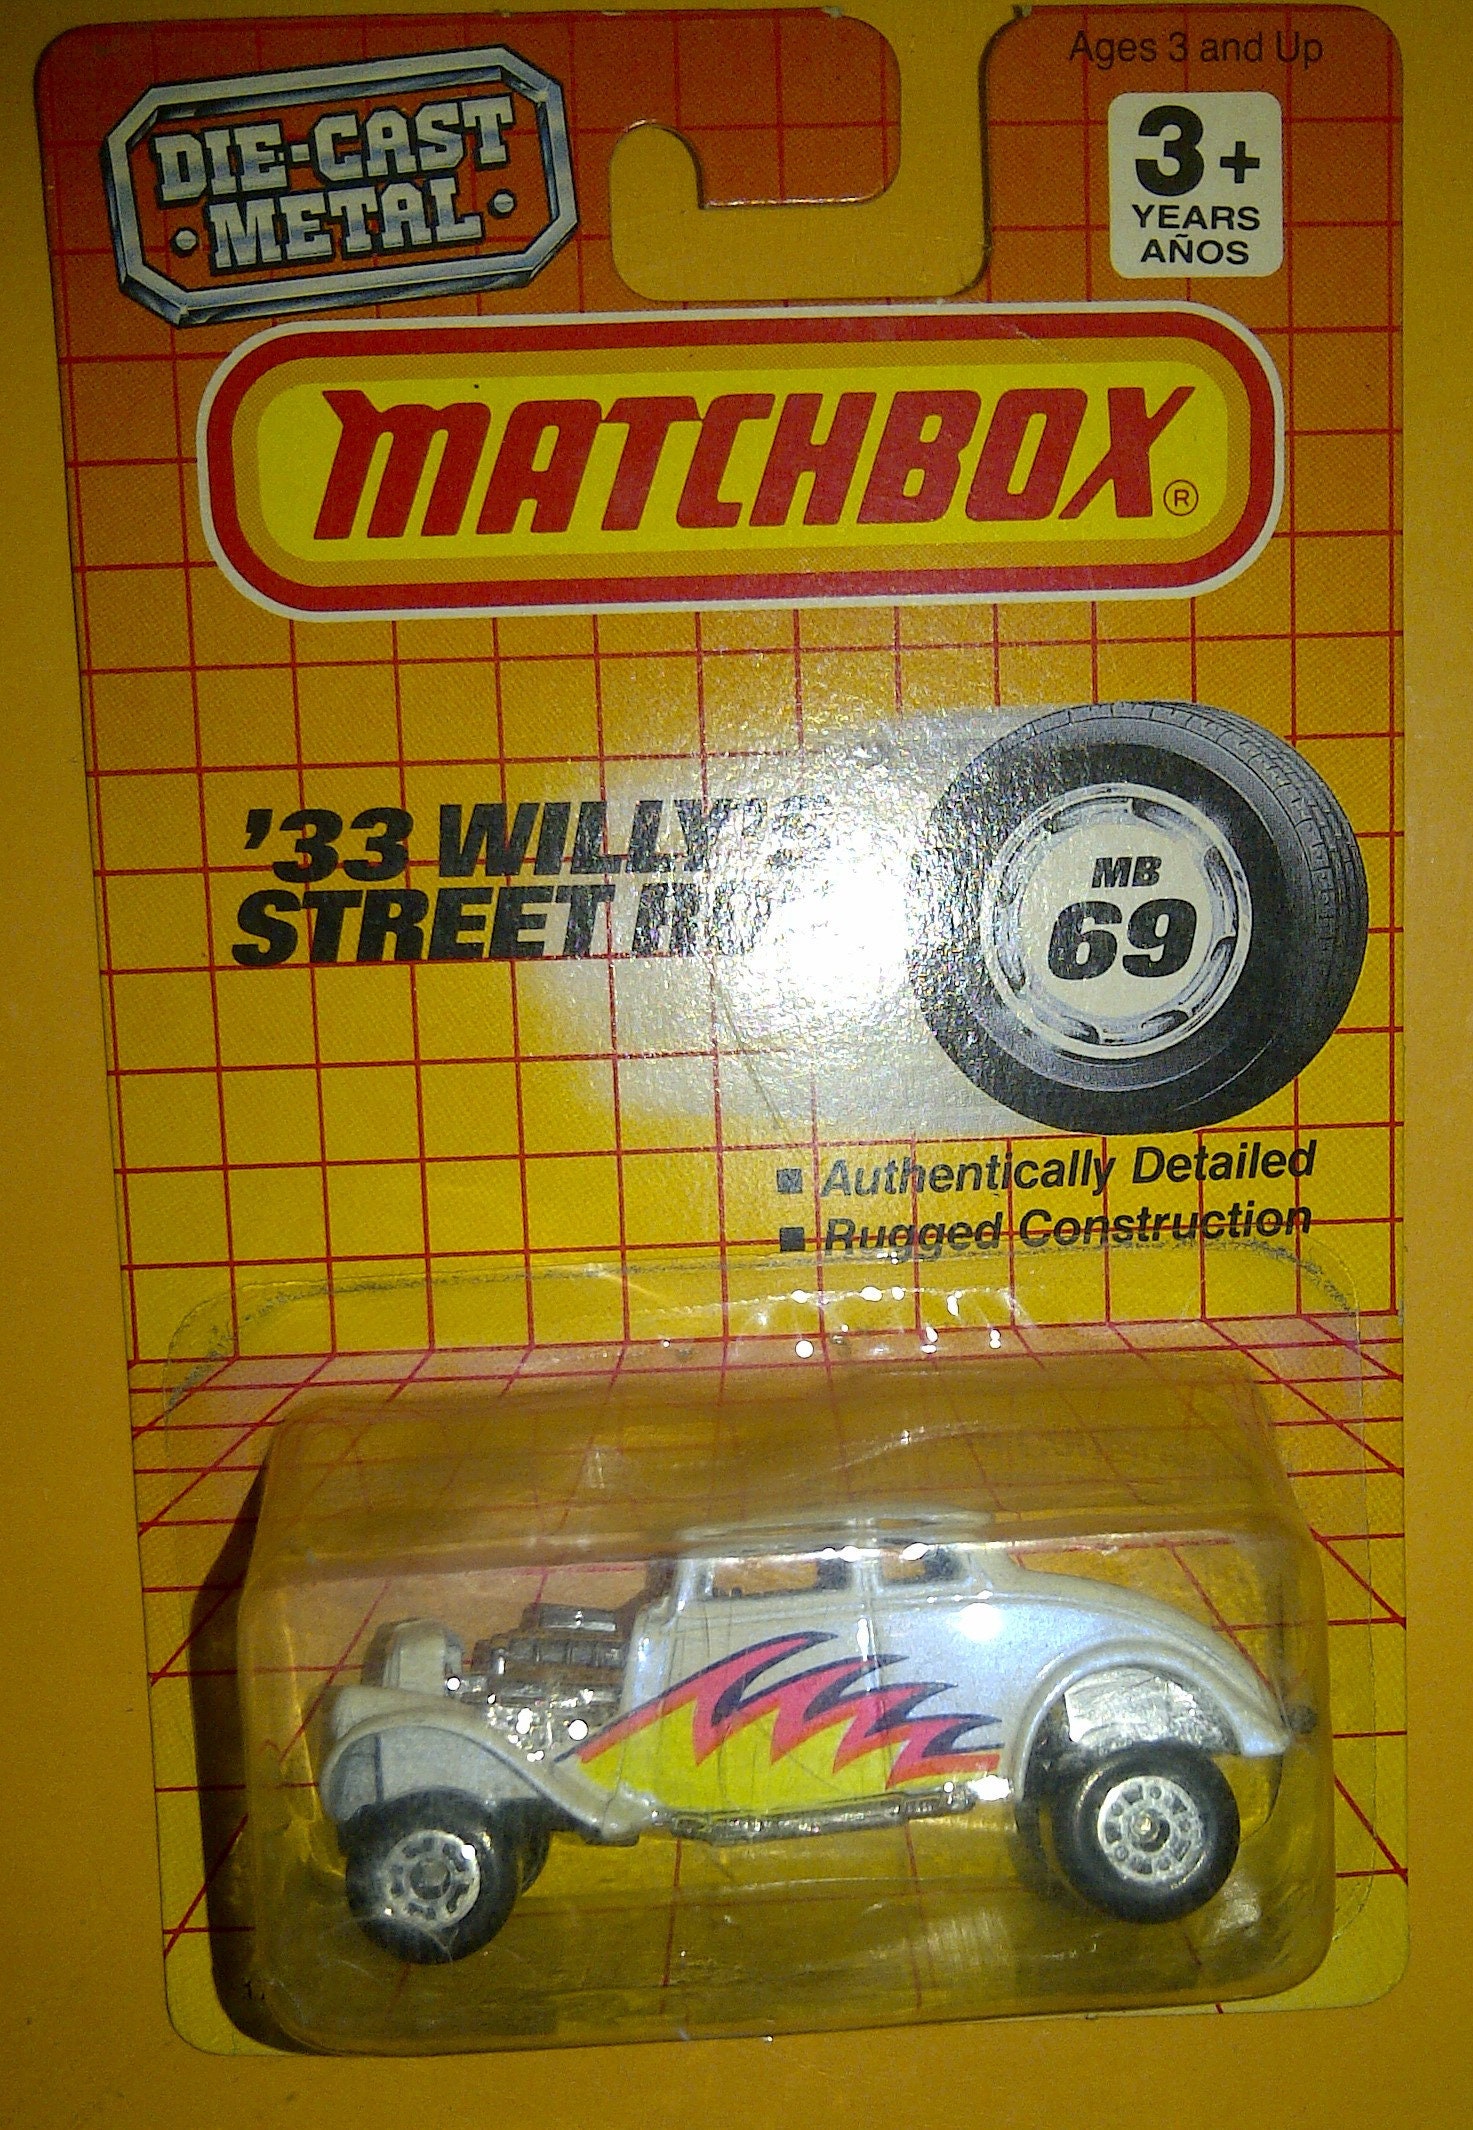 Ages 3 and Up
DIE-CAST
METAL
3+
YEARS
AÑOS
MATCHBOX®
'33 WILLY'S
STREET
MB
69
▪ Authentically Detailed
▪ Rugged Construction